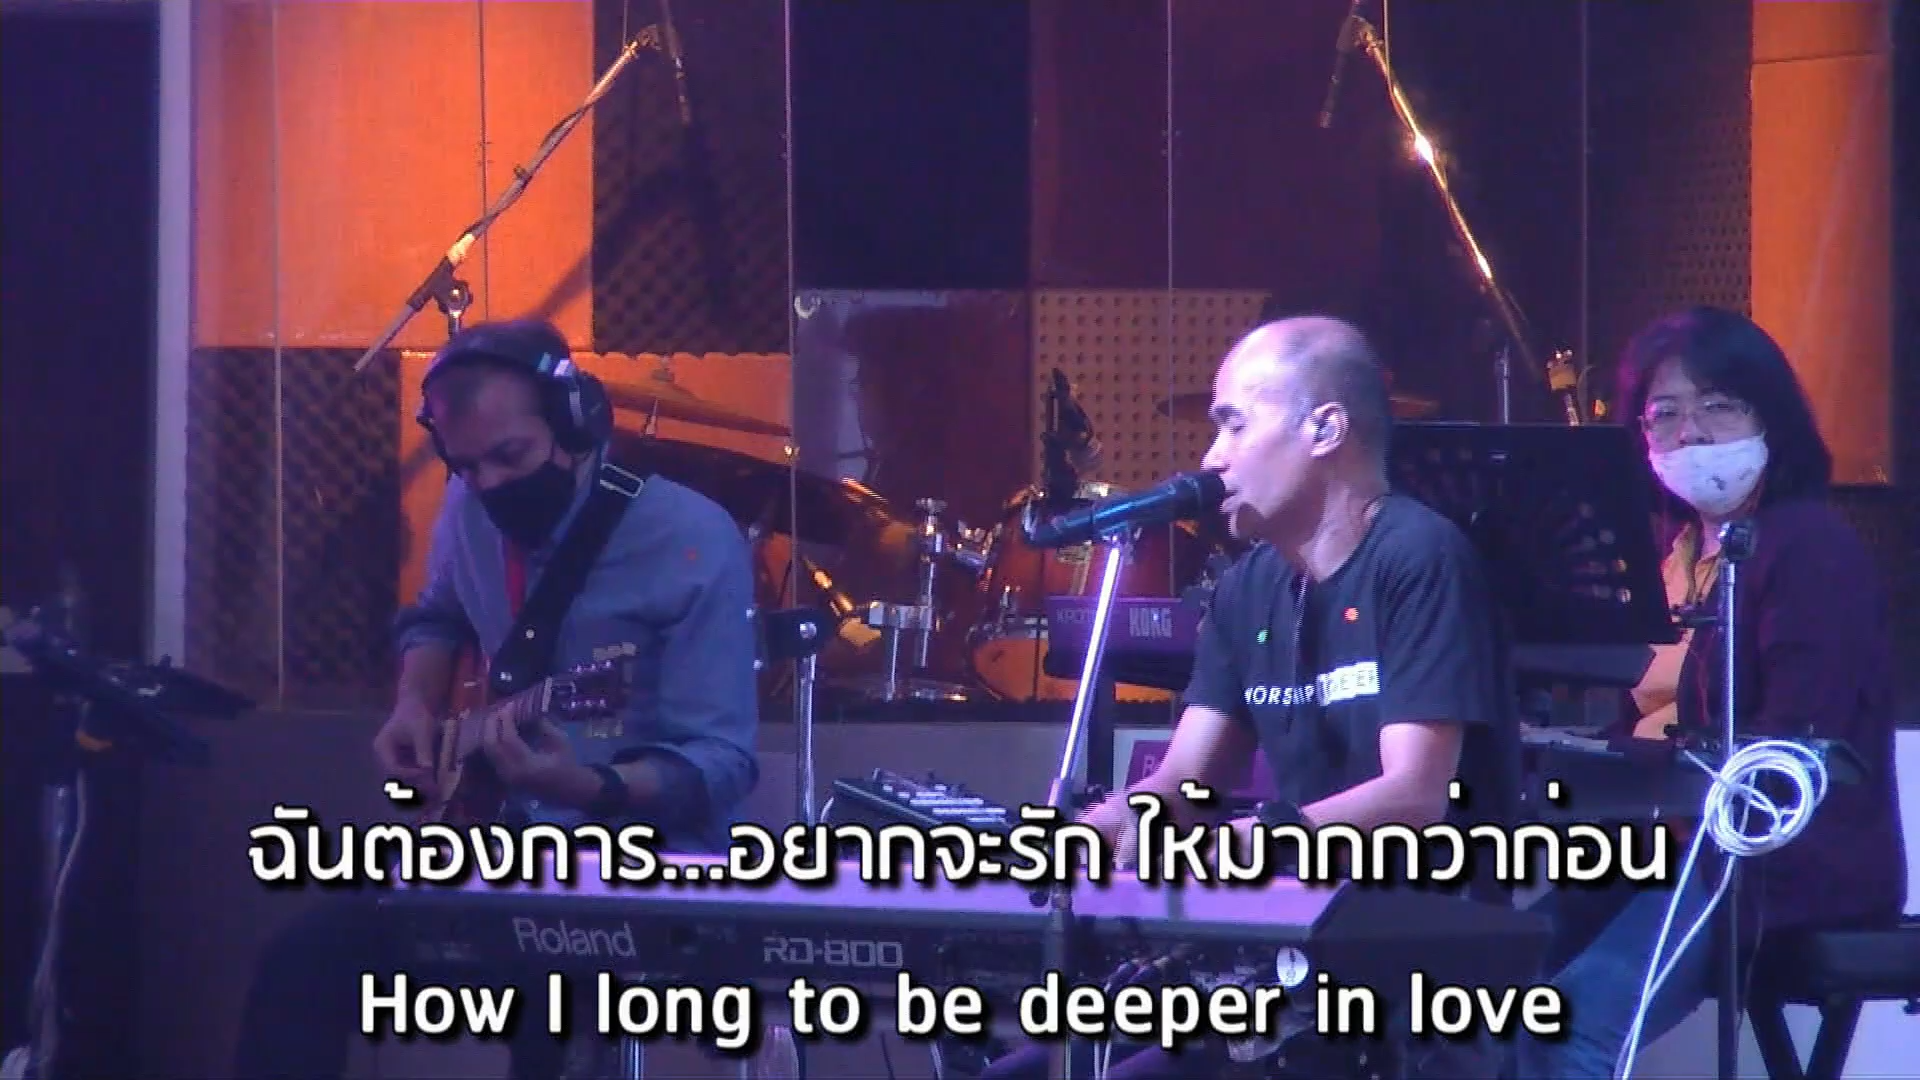 KORG
ฉันต้องการ...อยากจะรัก ให้มากกว่าก่อน
Roland
RD-800
How I long to be deeper in love